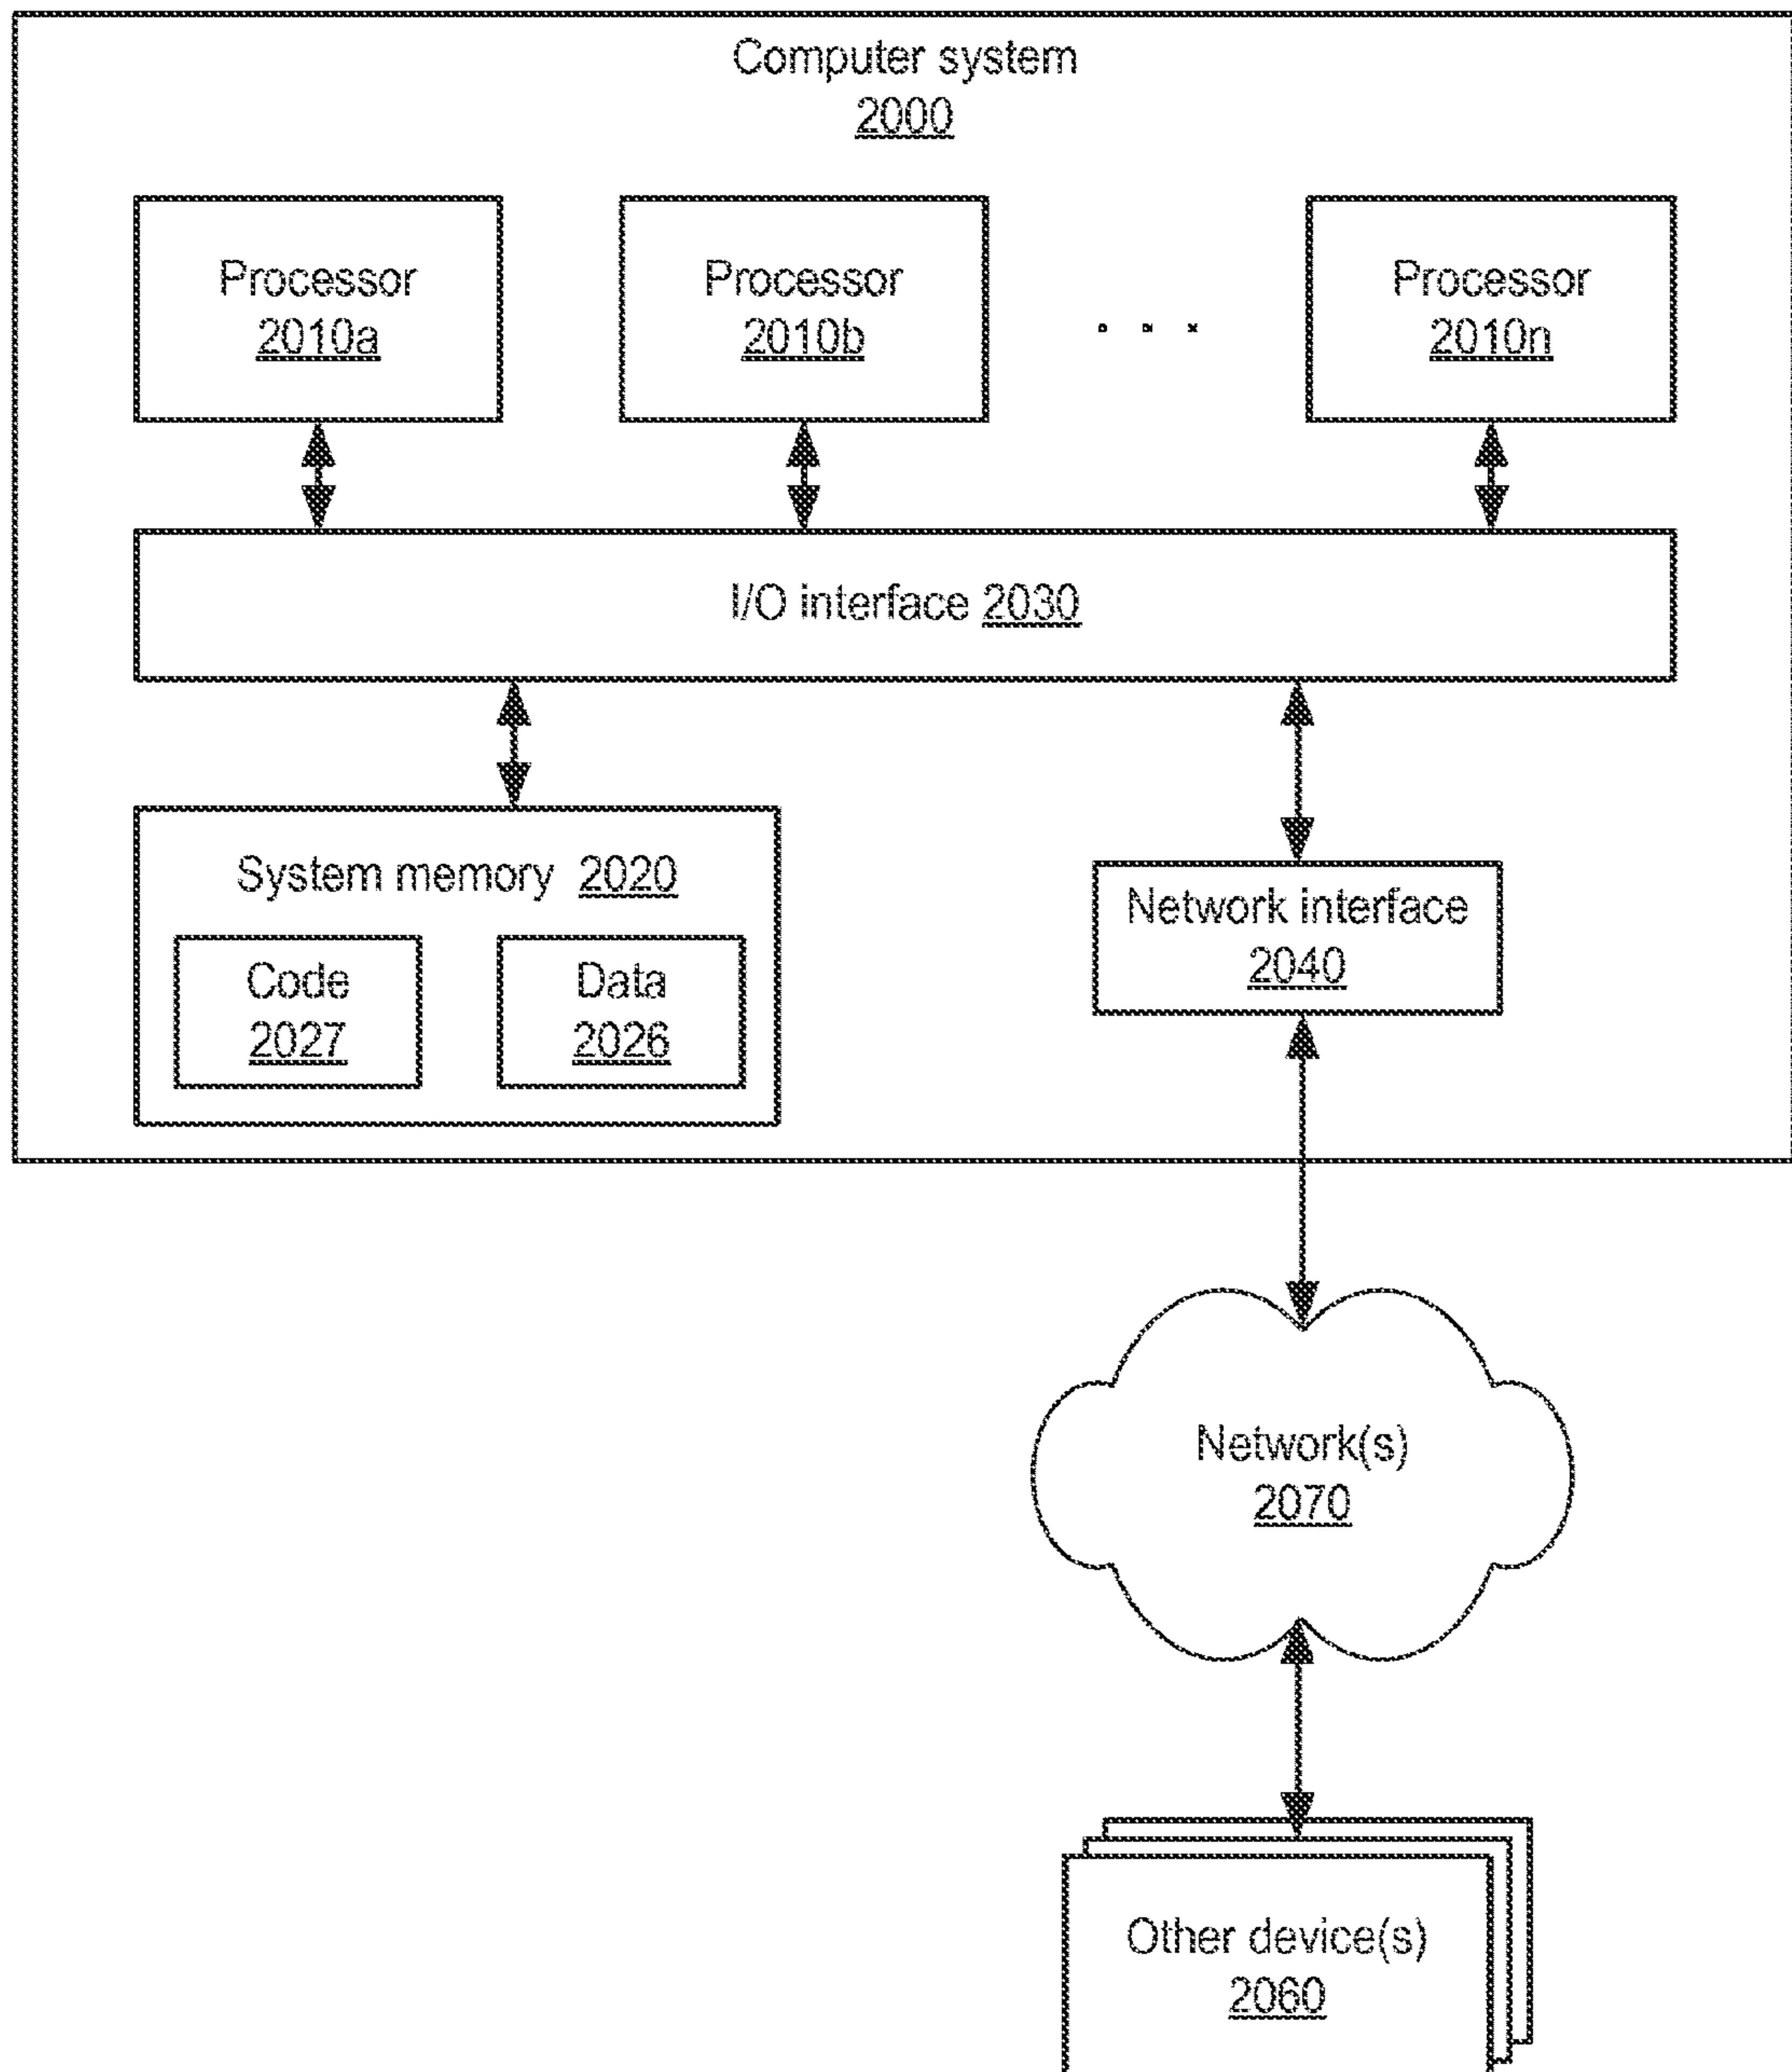 Computer system
2000
Processor
2010a
Processor
2010b
. . .
Processor
2010n
I/O interface 2030
System memory 2020
Code
2027
Data
2026
Network interface
2040
Network(s)
2070
Other device(s)
2060